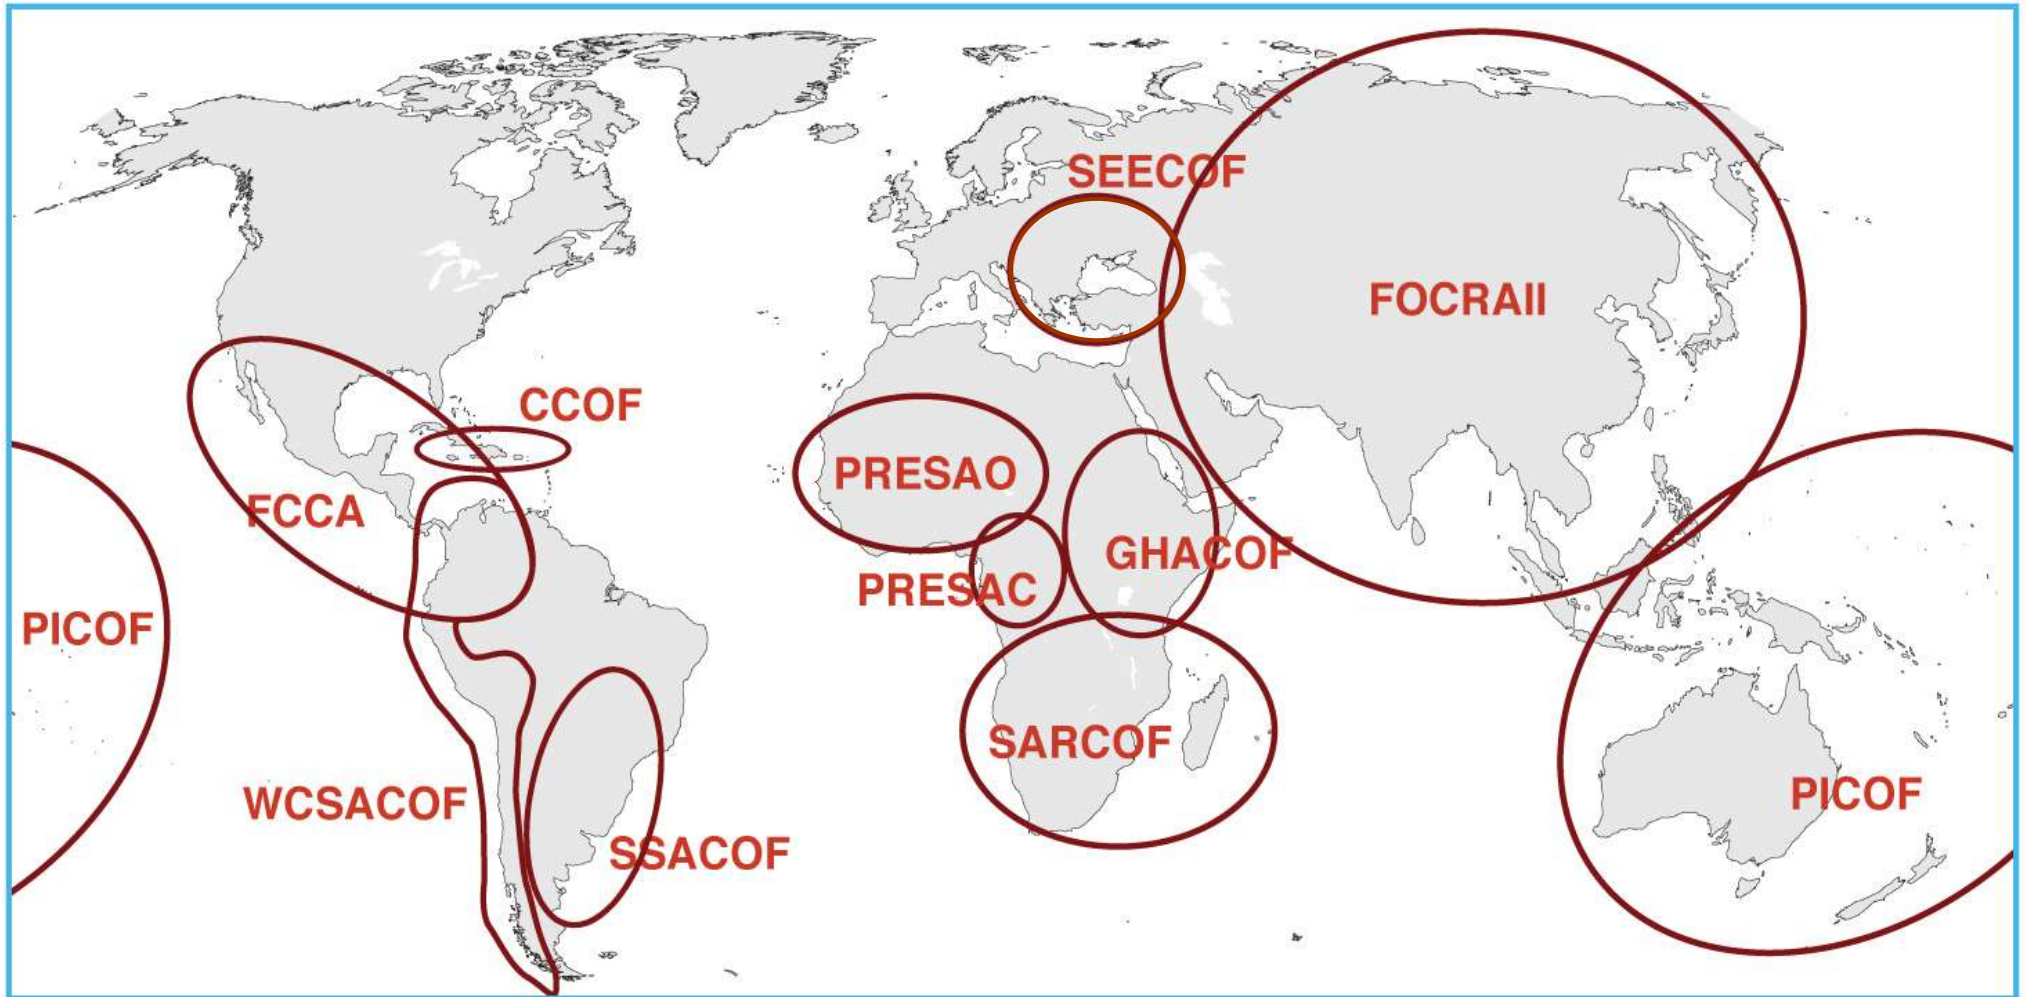 SEECOF
FOCRAII
CCOF
PRESAO
FCCA
GHACOF
PRESAC
PICOF
SARCOF
PICOF
WCSACOF
SSACOF